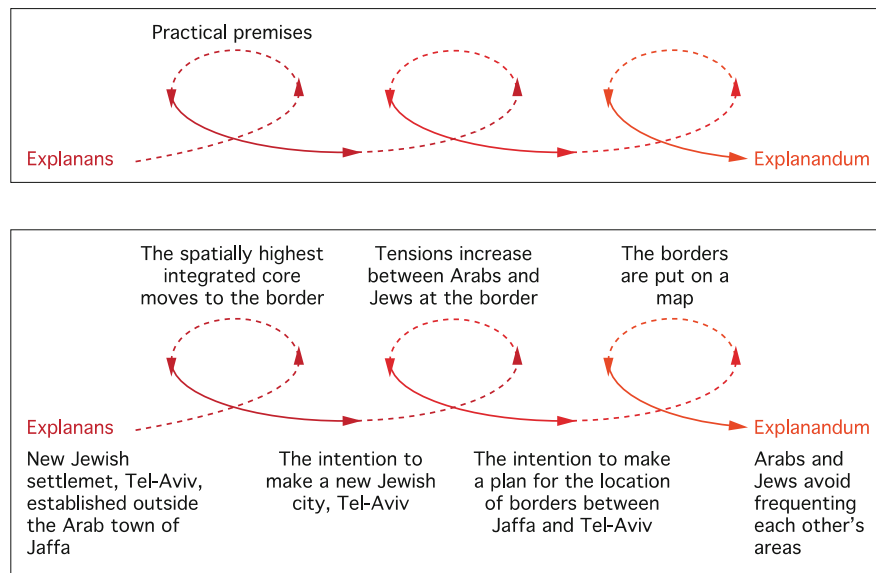 Practical premises
Explanans
Explanandum
The spatially highest
integrated core
moves to the border
Tensions increase
between Arabs and
Jews at the border
The borders
are put on a
map
Explanans
Explanandum
New Jewish
settlemet, Tel-Aviv,
established outside
the Arab town of
Jaffa
The intention to
make a new Jewish
city, Tel-Aviv
The intention to make
a plan for the location
of borders between
Jaffa and Tel-Aviv
Arabs and
Jews avoid
frequenting
each other's
areas